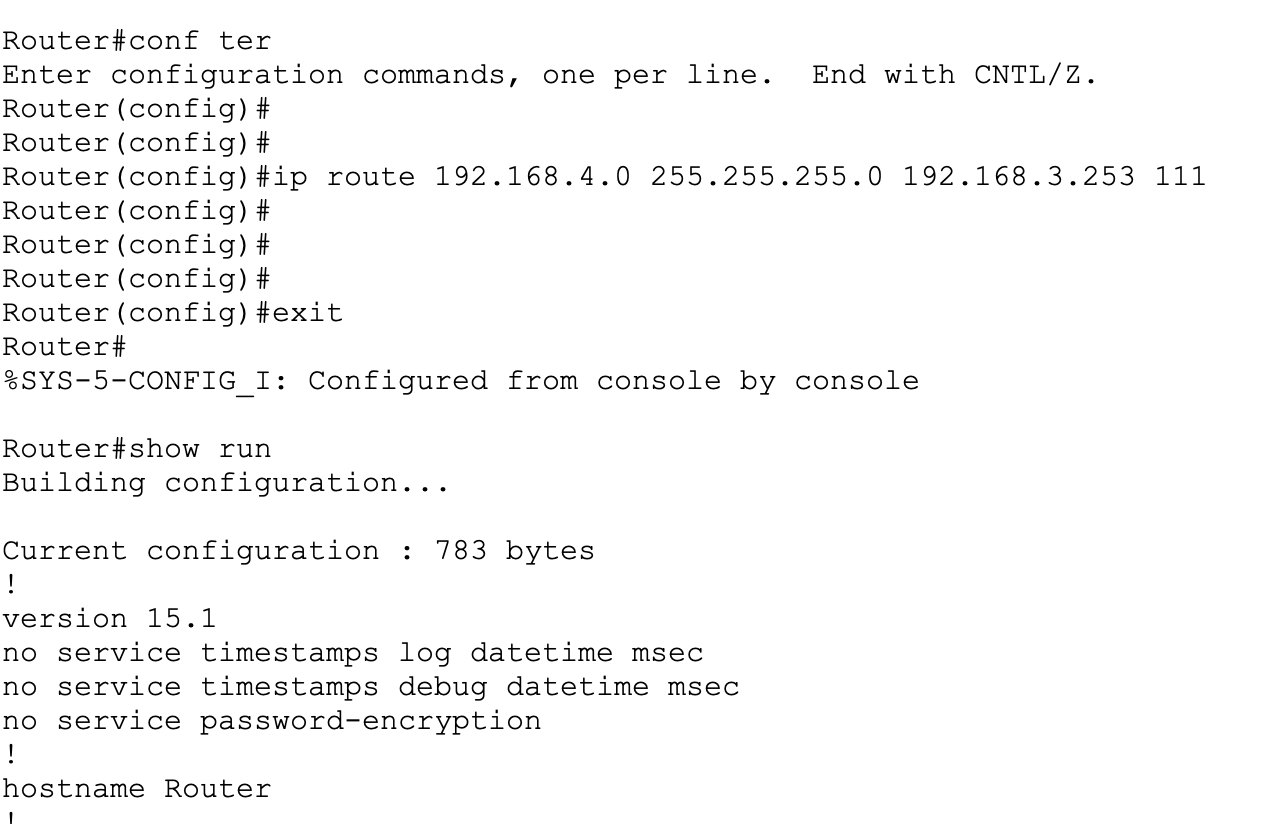 Router#conf ter
Enter configuration commands, one per line.  End with CNTL/Z.
Router(config)#
Router(config)#
Router(config)#ip route 192.168.4.0 255.255.255.0 192.168.3.253 111
Router(config)#
Router(config)#
Router(config)#
Router(config)#exit
Router#
%SYS-5-CONFIG_I: Configured from console by console
Router#show run
Building configuration...
Current configuration : 783 bytes
!
version 15.1
no service timestamps log datetime msec
no service timestamps debug datetime msec
no service password-encryption
!
hostname Router
!